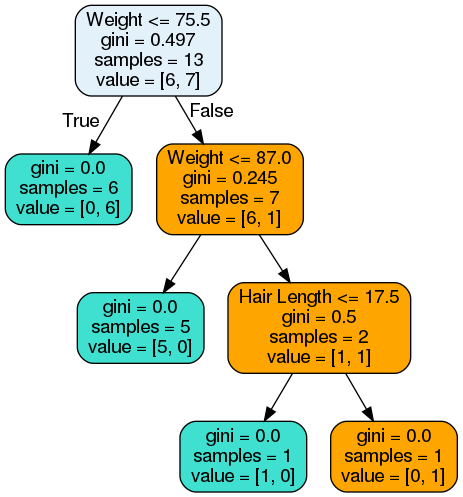 Weight <= 75.5
gini = 0.497
samples = 13
value = [6, 7]
True
False
gini = 0.0
samples = 6
value = [0, 6]
Weight <= 87.0
gini = 0.245
samples = 7
value = [6, 1]
gini = 0.0
samples = 5
value = [5, 0]
Hair Length <= 17.5
gini = 0.5
samples = 2
value = [1, 1]
gini = 0.0
samples = 1
value = [1, 0]
gini = 0.0
samples = 1
value = [0, 1]